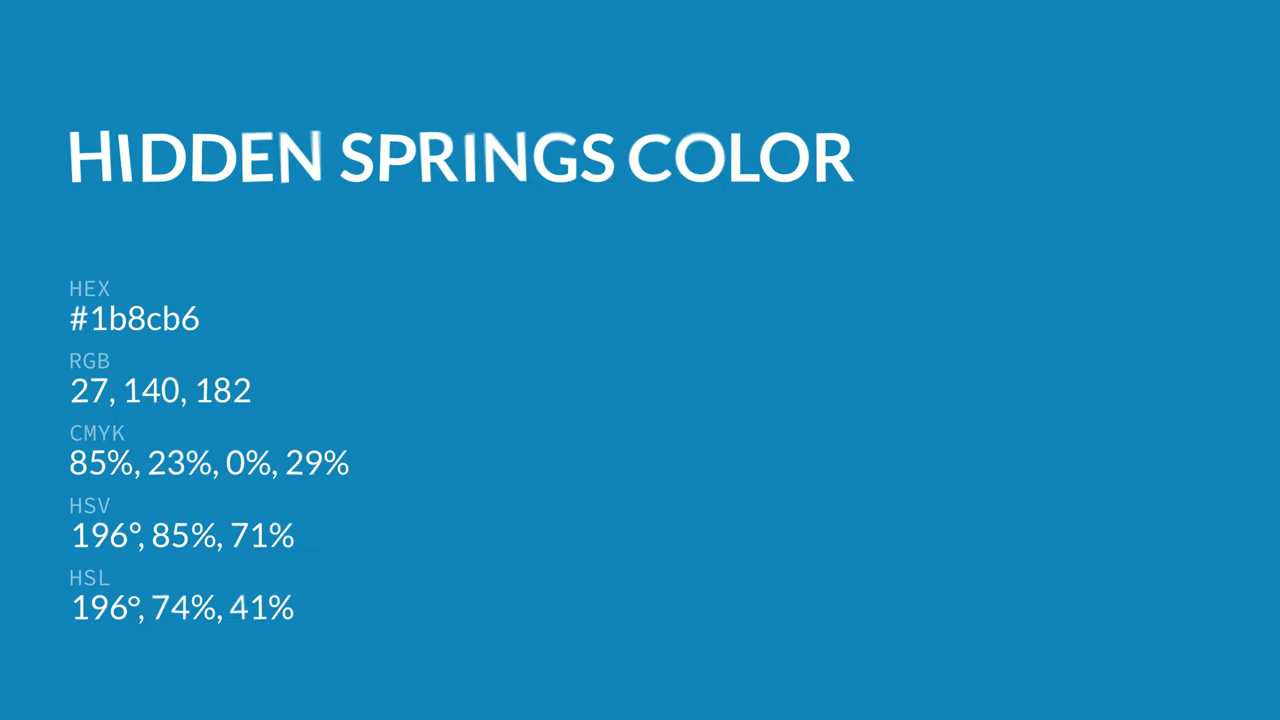 HIDDEN SPRINGS COLOR
HEX
#1b8cb6
RGB
27, 140, 182
CMYK
85%, 23%, 0%, 29%
HSV
196°, 85%, 71%
HSL
196°, 74%, 41%